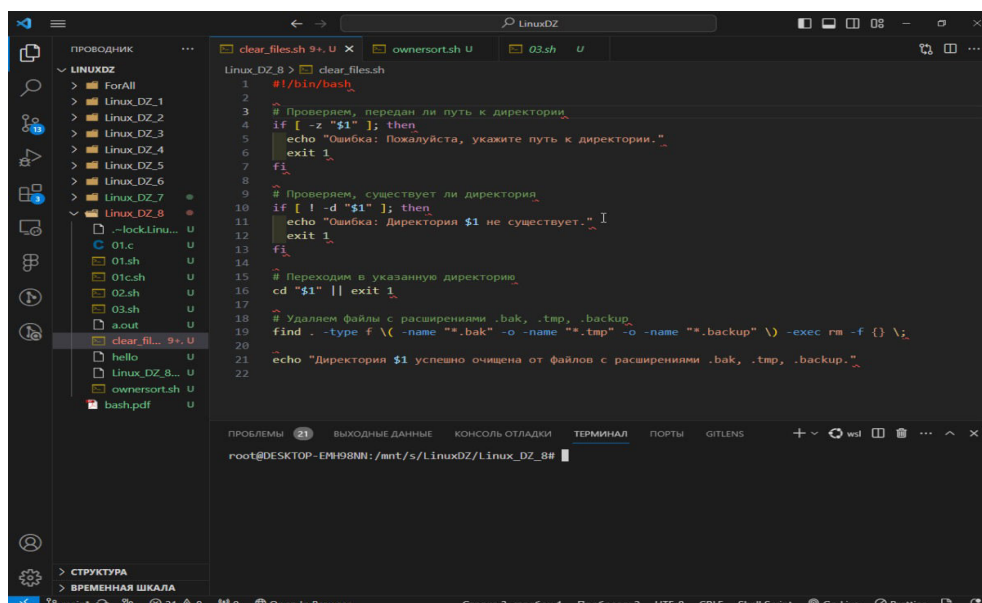 LinuxDZ
ПРОВОДНИК
LINUXDZ
ForAll
Linux_DZ_1
Linux_DZ_2
Linux_DZ_3
Linux_DZ_4
Linux_DZ_5
Linux_DZ_6
Linux_DZ_7
Linux_DZ_8
.~lock.Linu... U
01.c U
01.sh U
01c.sh U
02.sh U
03.sh U
a.out U
clear_fil... 9+, U
hello U
Linux_DZ_8... U
ownersort.sh U
bash.pdf U
СТРУКТУРА
ВРЕМЕННАЯ ШКАЛА
13
3
clear_files.sh 9+, U ownersort.sh U 03.sh U
Linux_DZ_8 > clear_files.sh
1 #!/bin/bash
2
3 # Проверяем, передан ли путь к директории
4 if [ -z "$1" ]; then
5 echo "Ошибка: Пожалуйста, укажите путь к директории."
6 exit 1
7 fi
8
9 # Проверяем, существует ли директория
10 if [ ! -d "$1" ]; then
11 echo "Ошибка: Директория $1 не существует."
12 exit 1
13 fi
14
15 # Переходим в указанную директорию
16 cd "$1" || exit 1
17
18 # Удаляем файлы с расширениями .bak, .tmp, .backup
19 find . -type f \( -name "*.bak" -o -name "*.tmp" -o -name "*.backup" \) -exec rm -f {} \;
20
21 echo "Директория $1 успешно очищена от файлов с расширениями .bak, .tmp, .backup."
22
ПРОБЛЕМЫ 21 ВЫХОДНЫЕ ДАННЫЕ КОНСОЛЬ ОТЛАДКИ ТЕРМИНАЛ ПОРТЫ GITLENS wsl
root@DESKTOP-EMH98NN:/mnt/s/LinuxDZ/Linux_DZ_8#